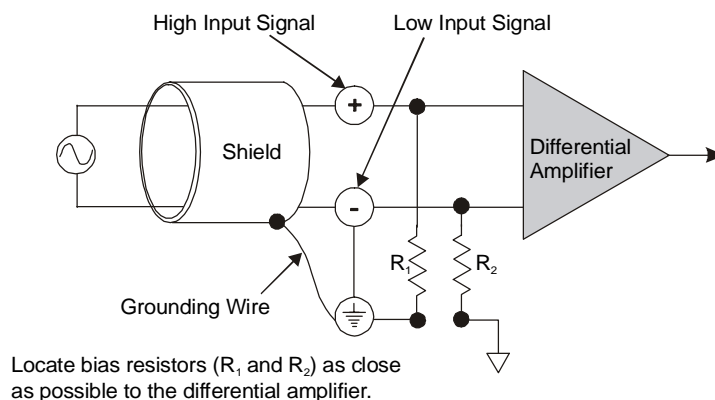 High Input Signal
Low Input Signal
+
Shield
Differential
Amplifier
-
R₁
R₂
Grounding Wire
Locate bias resistors (R₁ and R₂) as close
as possible to the differential amplifier.